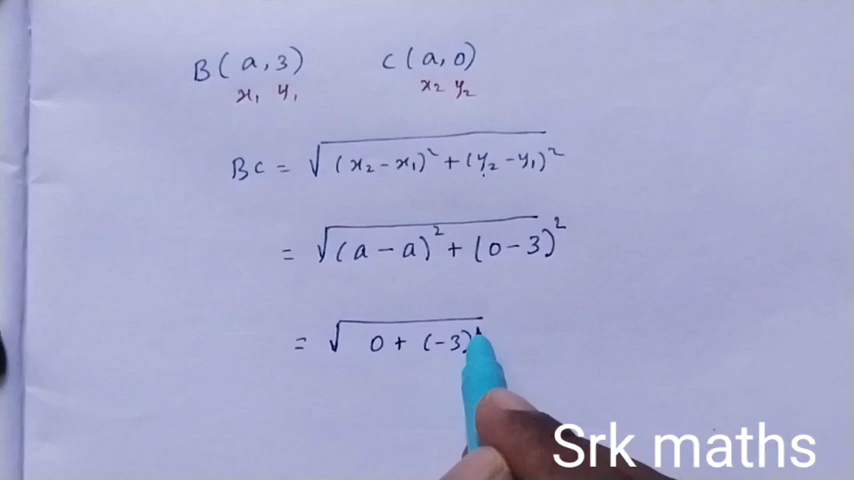 B(a,3) C(a,0)
x₁ y₁ x₂ y₂
BC = √(x₂-x₁)² + (y₂-y₁)²
= √(a-a)² + (0-3)²
= √ 0 + (-3)
Srk maths